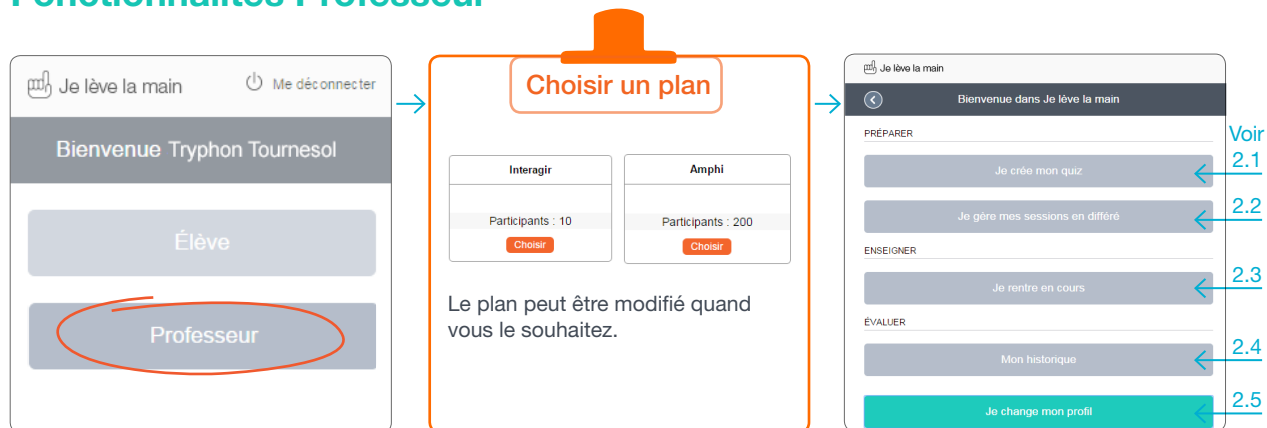 Fonctionnalités Professeur
Je lève la main
Me déconnecter
Bienvenue Tryphon Tournesol
Élève
Professeur
Choisir un plan
Interagir
Participants : 10
Choisir
Amphi
Participants : 200
Choisir
Le plan peut être modifié quand
vous le souhaitez.
Je lève la main
Bienvenue dans Je lève la main
PRÉPARER
Je crée mon quiz
Je gère mes sessions en différé
ENSEIGNER
Je rentre en cours
ÉVALUER
Mon historique
Je change mon profil
Voir
2.1
2.2
2.3
2.4
2.5